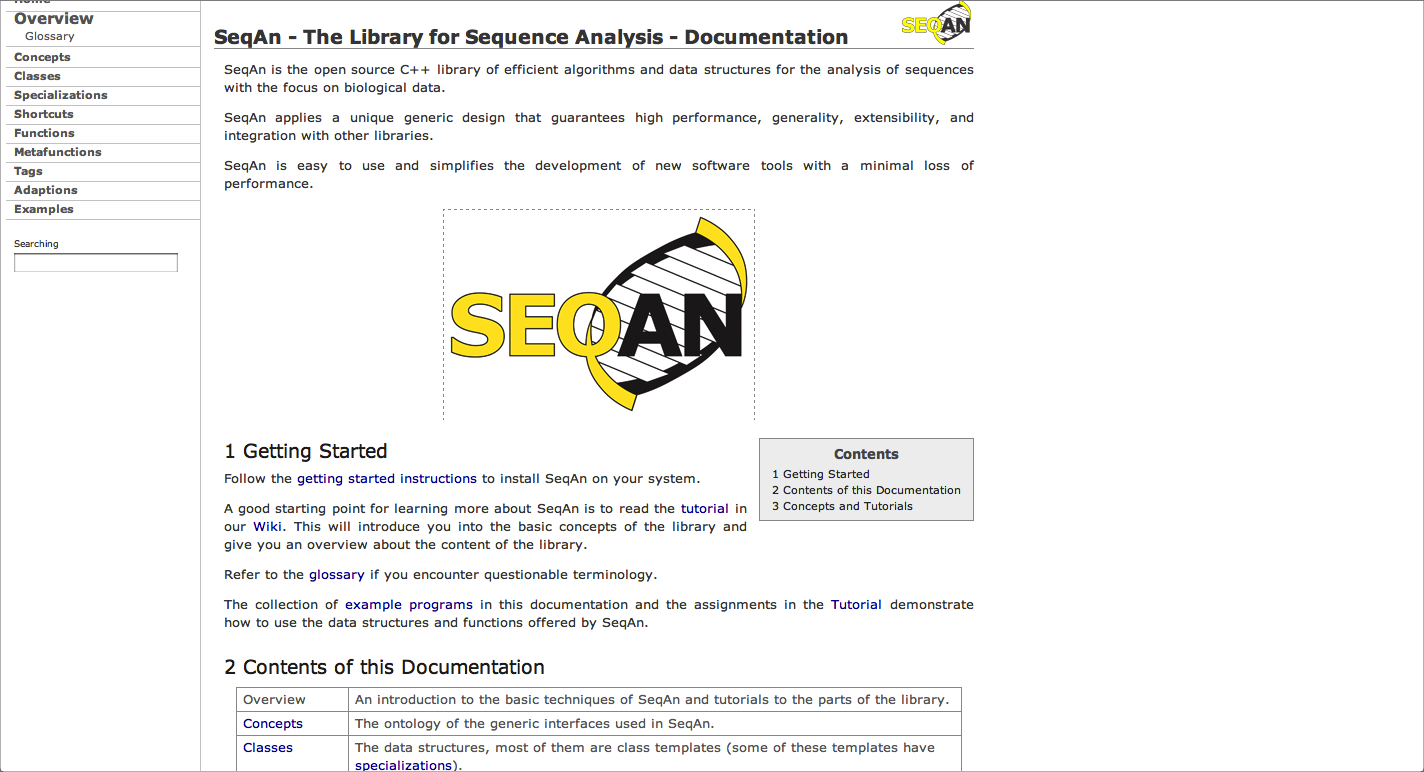 Home
Overview
Glossary
Concepts
Classes
Specializations
Shortcuts
Functions
Metafunctions
Tags
Adaptions
Examples
Searching
SeqAn - The Library for Sequence Analysis - Documentation
SEQAN
SeqAn is the open source C++ library of efficient algorithms and data structures for the analysis of sequences
with the focus on biological data.
SeqAn applies a unique generic design that guarantees high performance, generality, extensibility, and
integration with other libraries.
SeqAn is easy to use and simplifies the development of new software tools with a minimal loss of
performance.
SEQAN
1 Getting Started
Follow the getting started instructions to install SeqAn on your system.
A good starting point for learning more about SeqAn is to read the tutorial in
our Wiki. This will introduce you into the basic concepts of the library and
give you an overview about the content of the library.
Refer to the glossary if you encounter questionable terminology.
The collection of example programs in this documentation and the assignments in the Tutorial demonstrate
how to use the data structures and functions offered by SeqAn.
Contents
1 Getting Started
2 Contents of this Documentation
3 Concepts and Tutorials
2 Contents of this Documentation
Overview An introduction to the basic techniques of SeqAn and tutorials to the parts of the library.
Concepts The ontology of the generic interfaces used in SeqAn.
Classes The data structures, most of them are class templates (some of these templates have
specializations).